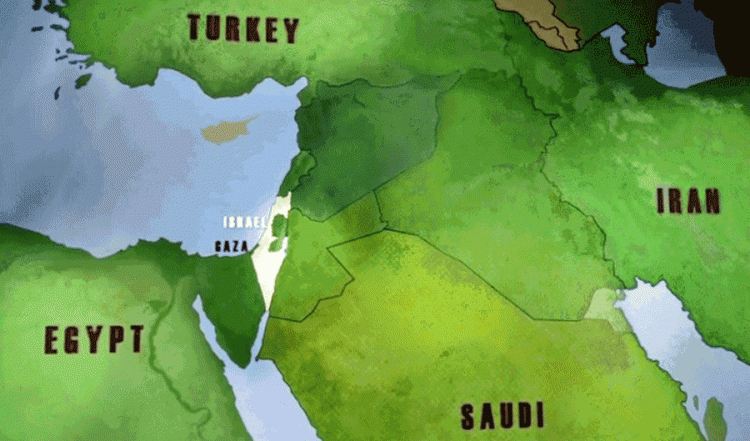 TURKEY
IRAN
ISRAEL
GAZA
EGYPT
SAUDI